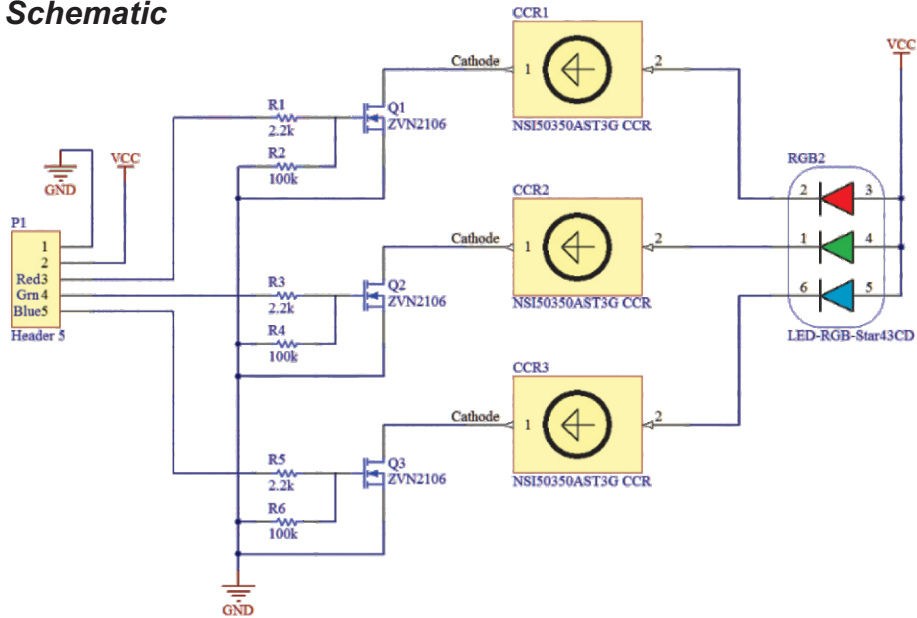 Schematic
CCR1
Cathode
1
2
NSI50350AST3G CCR
VCC
R1
2.2k
Q1
ZVN2106
R2
100k
GND
VCC
RGB2
2
3
1
4
6
5
LED-RGB-Star43CD
P1
1
2
Red3
Grn 4
Blue5
Header 5
CCR2
Cathode
1
2
NSI50350AST3G CCR
R3
2.2k
Q2
ZVN2106
R4
100k
CCR3
Cathode
1
2
NSI50350AST3G CCR
R5
2.2k
Q3
ZVN2106
R6
100k
GND